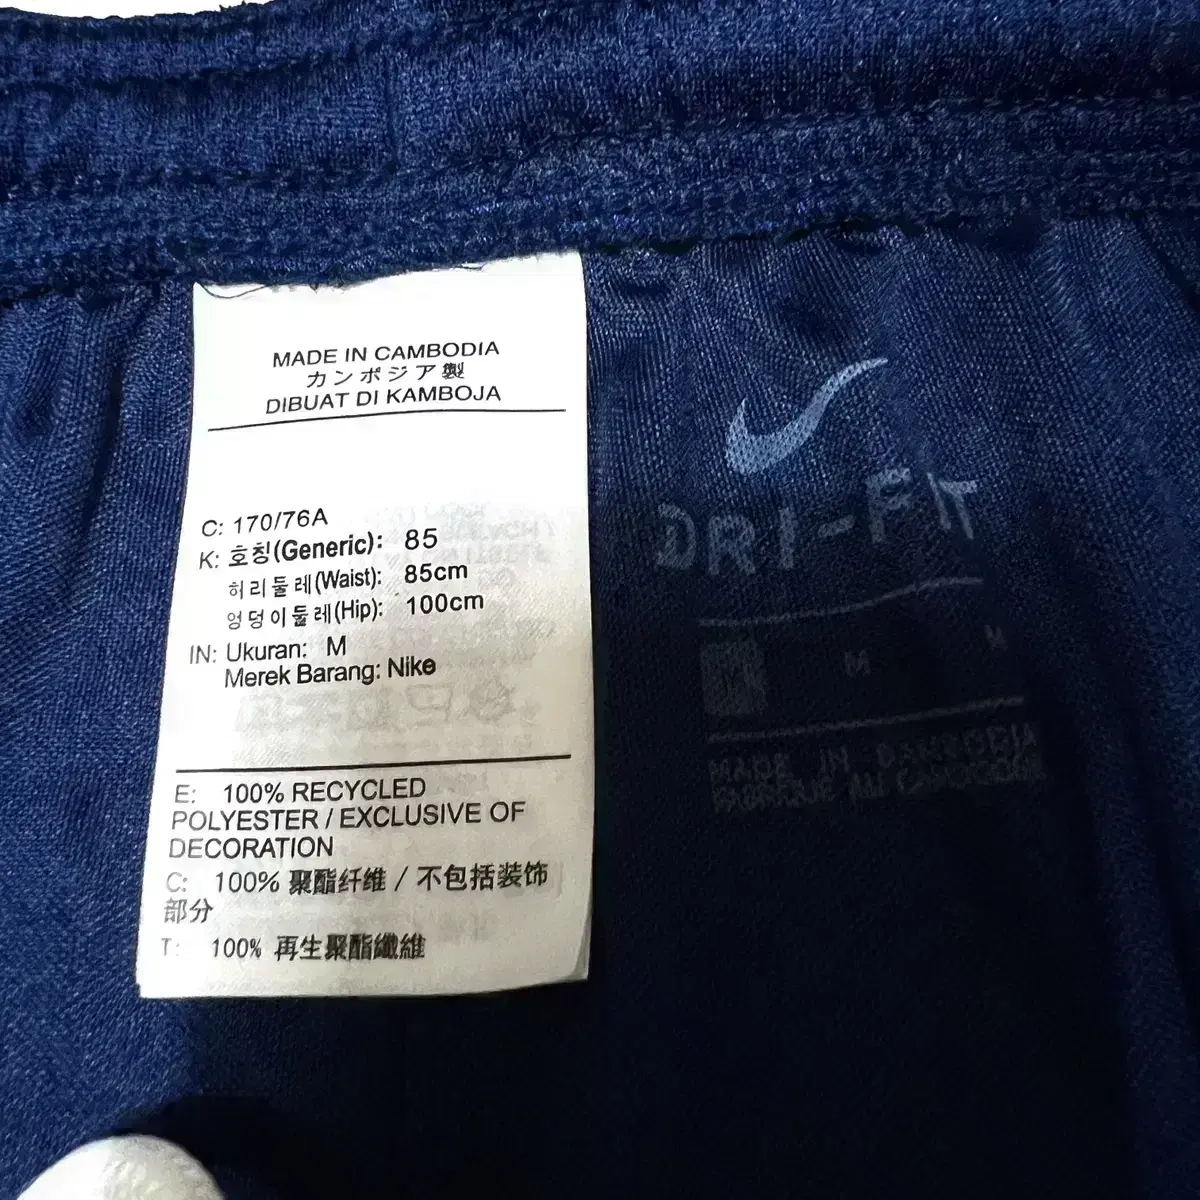 MADE IN CAMBODIA
カンボジア製
DIBUAT DI KAMBOJA
C: 170/76A
K: 호칭(Generic): 85
허리둘레(Waist): 85cm
엉덩이둘레(Hip): 100cm
IN: Ukuran: M
Merek Barang: Nike
E: 100% RECYCLED
POLYESTER / EXCLUSIVE OF
DECORATION
C: 100% 聚酯纤维 / 不包括装饰
部分
T: 100% 再生聚酯纖維
DRI-FIT
M M M
MADE IN